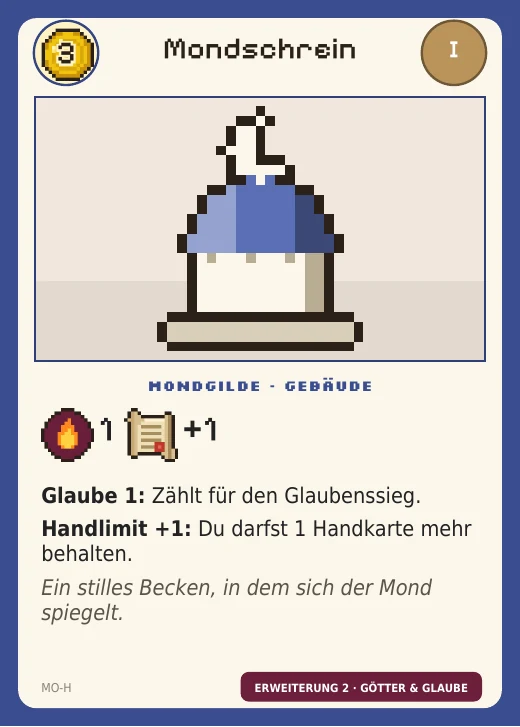 3
Mondschrein
I
MONDGILDE · GEBÄUDE
1 +1
Glaube 1: Zählt für den Glaubenssieg.
Handlimit +1: Du darfst 1 Handkarte mehr
behalten.
Ein stilles Becken, in dem sich der Mond
spiegelt.
MO-H
ERWEITERUNG 2 · GÖTTER & GLAUBE